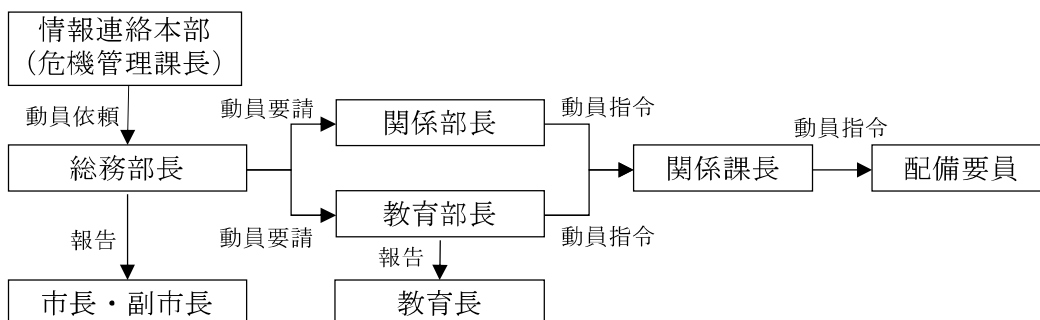 情報連絡本部
（危機管理課長）
動員依頼
動員要請
関係部長
動員指令
動員指令
総務部長
関係課長
配備要員
教育部長
報告
動員要請
動員指令
報告
市長・副市長
教育長